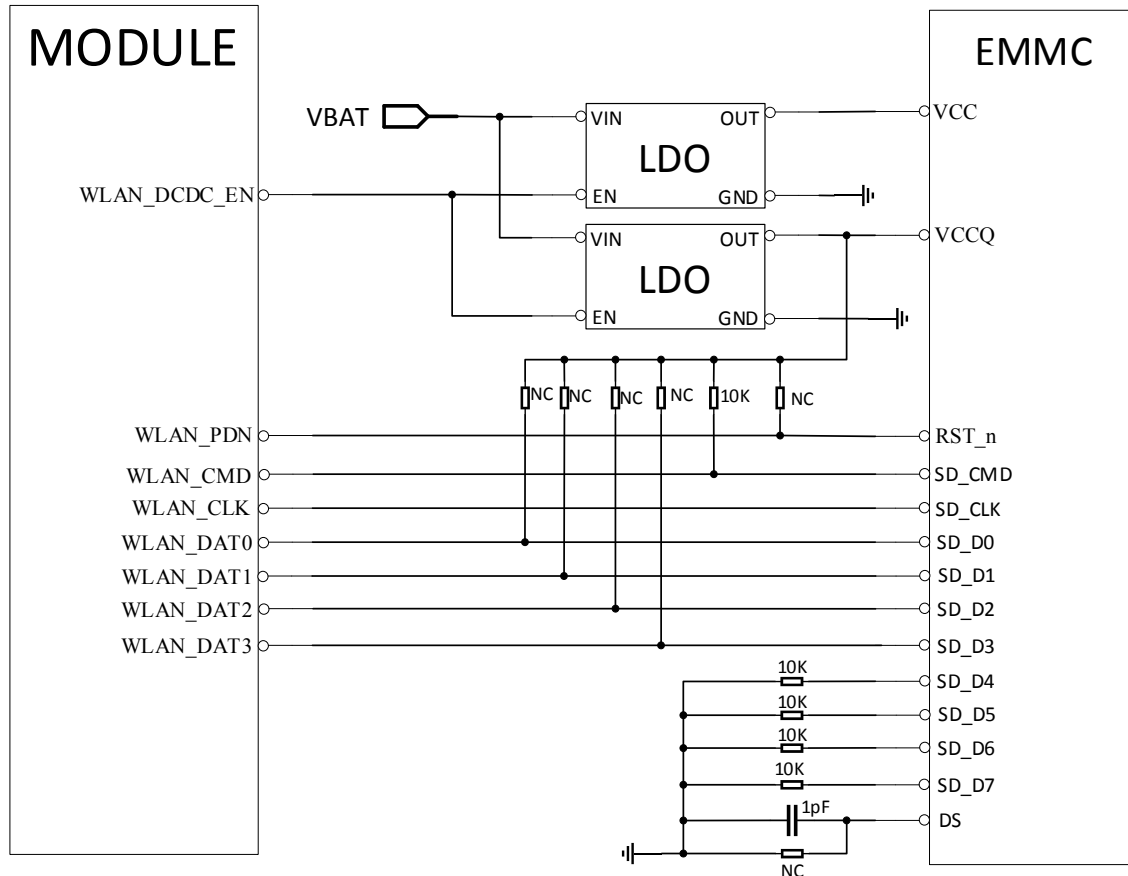 MODULE
EMMC
VBAT
VIN
OUT
VCC
LDO
WLAN_DCDC_EN
EN
GND
VIN
OUT
VCCQ
LDO
EN
GND
NC
NC
NC
NC
10K
NC
WLAN_PDN
RST_n
WLAN_CMD
SD_CMD
WLAN_CLK
SD_CLK
WLAN_DAT0
SD_D0
WLAN_DAT1
SD_D1
WLAN_DAT2
SD_D2
WLAN_DAT3
SD_D3
10K
SD_D4
10K
SD_D5
10K
SD_D6
10K
SD_D7
1pF
DS
NC